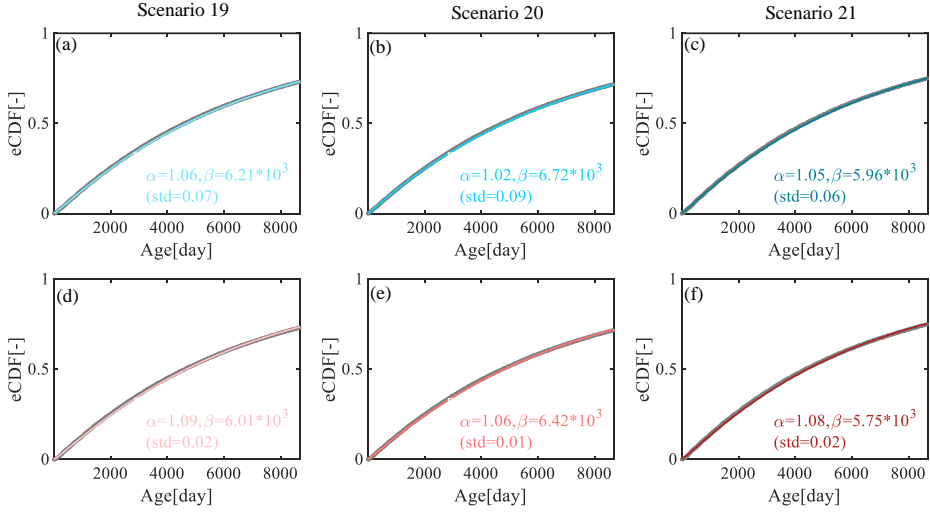 Scenario 19
Scenario 20
Scenario 21
(a)
1
0.5
0
eCDF[-]
α=1.06,β=6.21*10^3
(std=0.07)
2000 4000 6000 8000
Age[day]
(b)
1
0.5
0
eCDF[-]
α=1.02,β=6.72*10^3
(std=0.09)
2000 4000 6000 8000
Age[day]
(c)
1
0.5
0
eCDF[-]
α=1.05,β=5.96*10^3
(std=0.06)
2000 4000 6000 8000
Age[day]
(d)
1
0.5
0
eCDF[-]
α=1.09,β=6.01*10^3
(std=0.02)
2000 4000 6000 8000
Age[day]
(e)
1
0.5
0
eCDF[-]
α=1.06,β=6.42*10^3
(std=0.01)
2000 4000 6000 8000
Age[day]
(f)
1
0.5
0
eCDF[-]
α=1.08,β=5.75*10^3
(std=0.02)
2000 4000 6000 8000
Age[day]